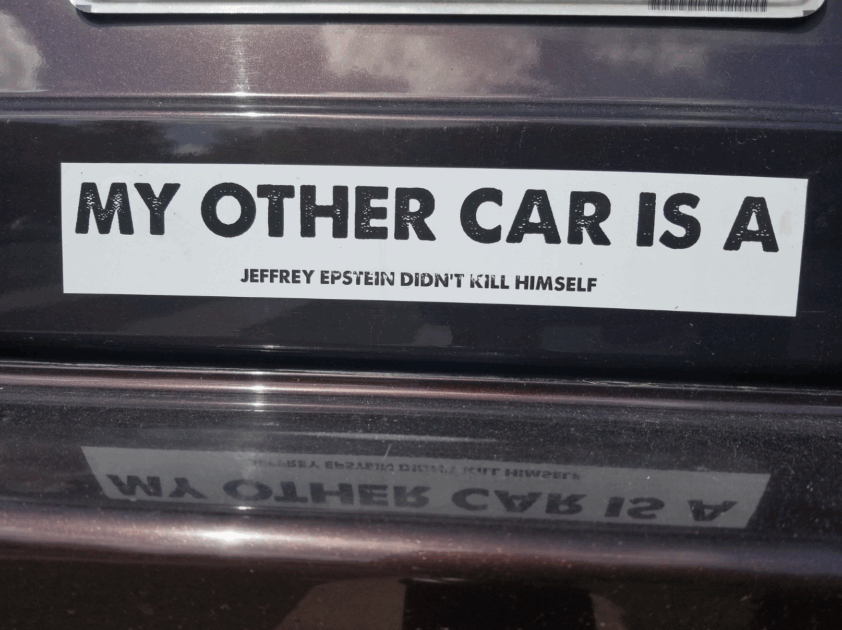 MY OTHER CAR IS A
JEFFREY EPSTEIN DIDN'T KILL HIMSELF